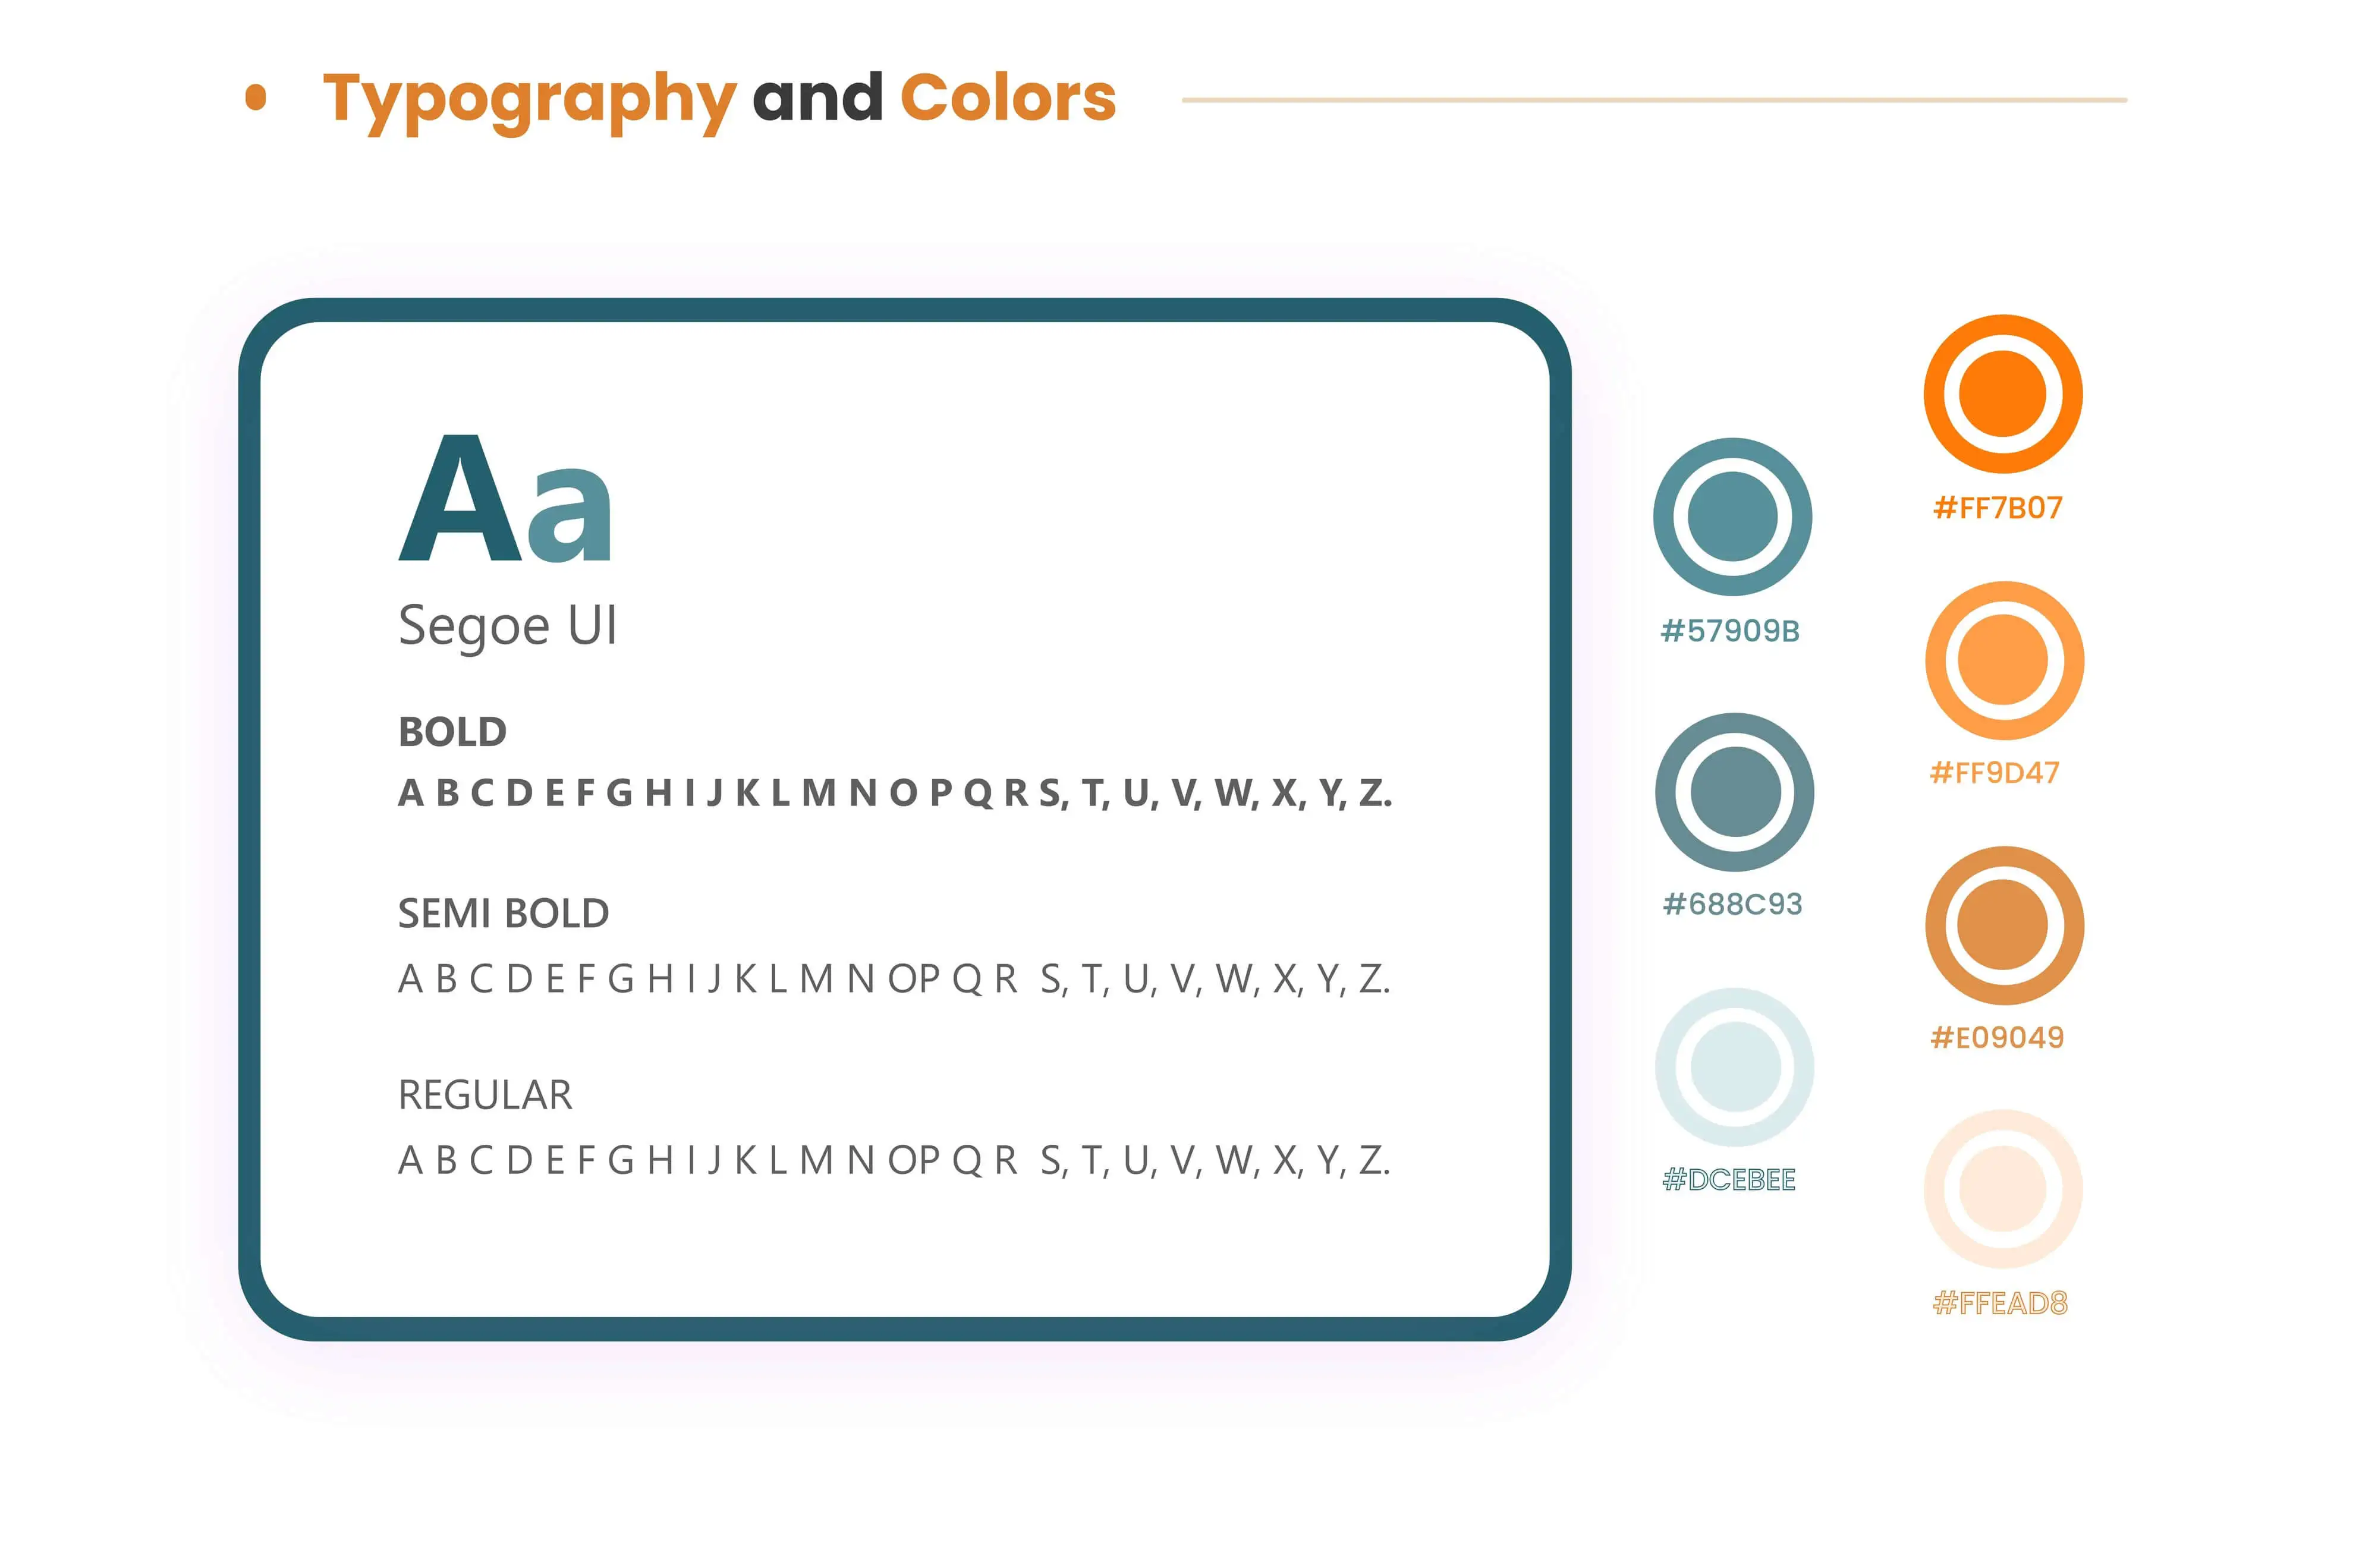 • Typography and Colors
Aa
Segoe UI
BOLD
A B C D E F G H I J K L M N O P Q R S, T, U, V, W, X, Y, Z.
SEMI BOLD
A B C D E F G H I J K L M N OP Q R S, T, U, V, W, X, Y, Z.
REGULAR
A B C D E F G H I J K L M N OP Q R S, T, U, V, W, X, Y, Z.
#57909B
#688C93
#DCEBEE
#FF7B07
#FF9D47
#E09049
#FFEAD8